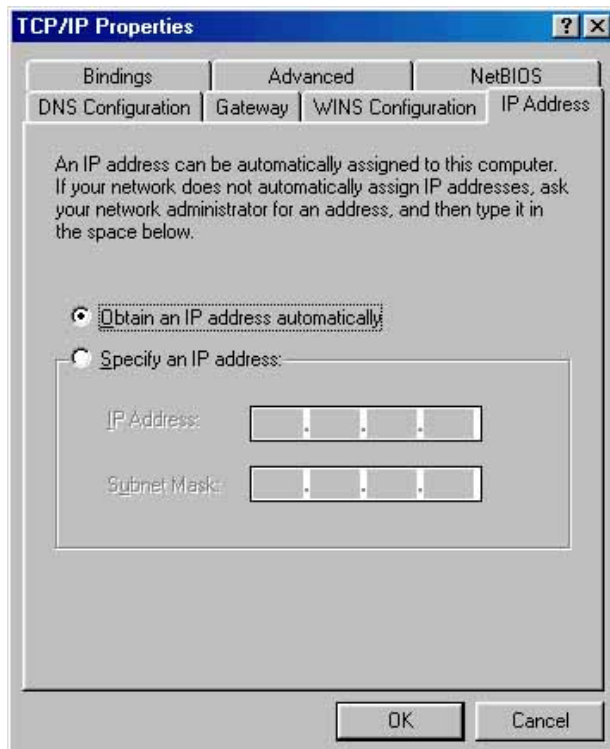 TCP/IP Properties
Bindings Advanced NetBIOS
DNS Configuration Gateway WINS Configuration IP Address
An IP address can be automatically assigned to this computer.
If your network does not automatically assign IP addresses, ask
your network administrator for an address, and then type it in
the space below.
Obtain an IP address automatically
Specify an IP address:
IP Address:
Subnet Mask:
OK Cancel